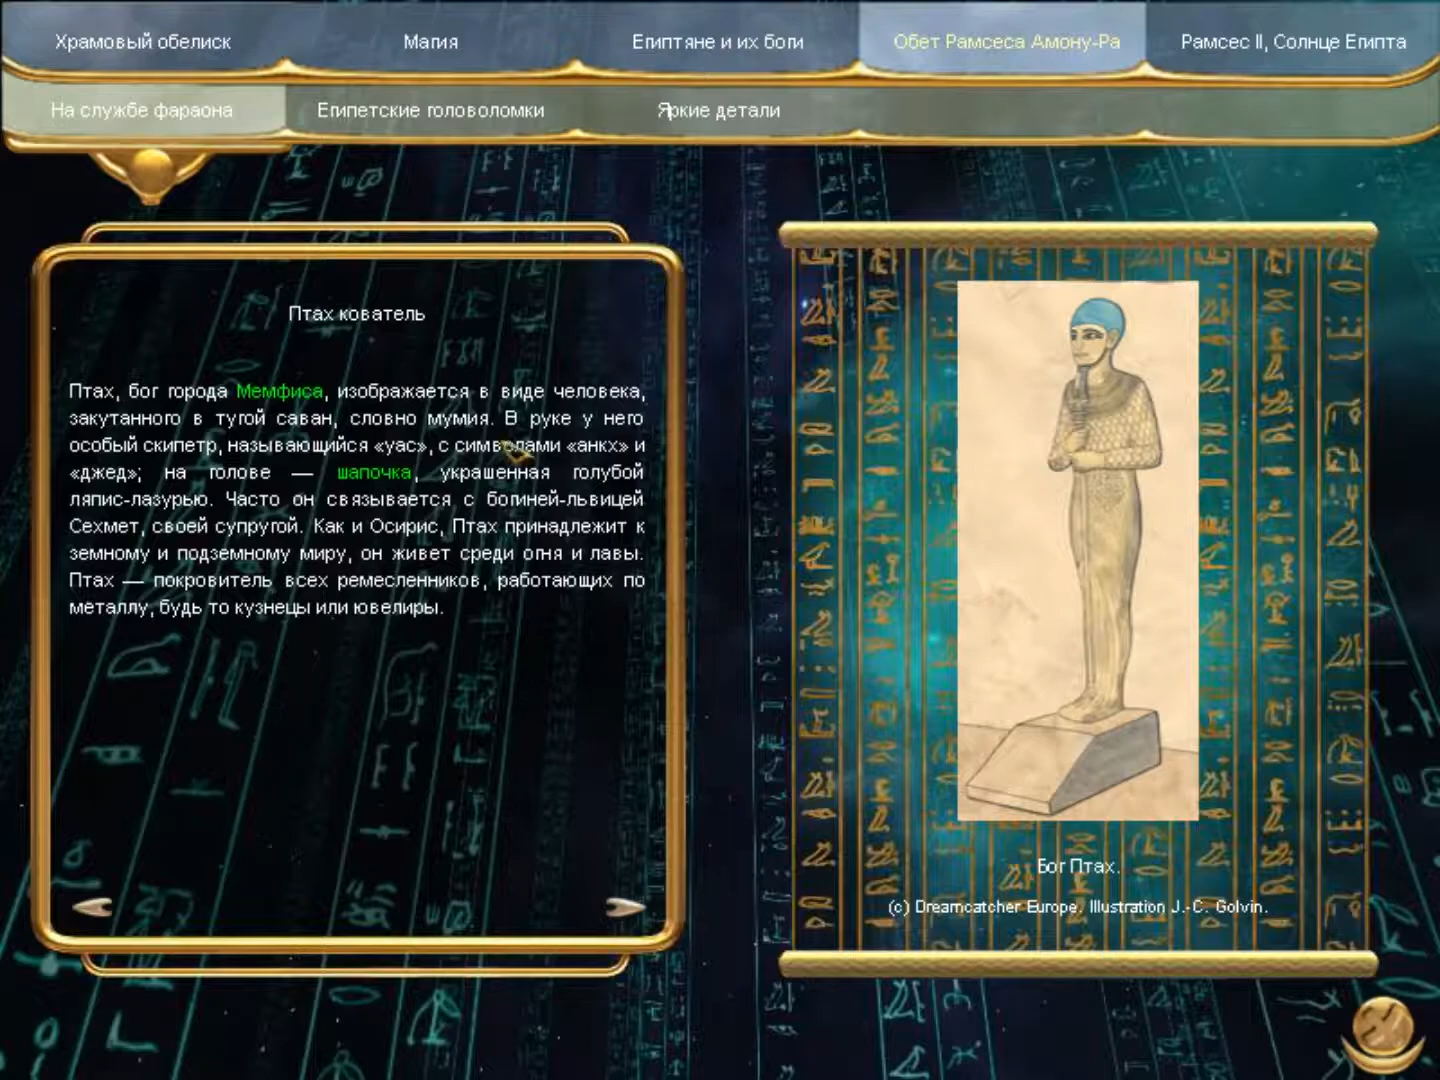 Храмовый обелиск
Магия
Египтяне и их боги
Обет Рамсеса Амону-Ра
Рамсес II, Солнце Египта
На службе фараона
Египетские головоломки
Яркие детали
Птах кователь
Птах, бог города Мемфиса, изображается в виде человека,
закутанного в тугой саван, словно мумия. В руке у него
особый скипетр, называющийся «уас», с символами «анкх» и
«джед»; на голове — шапочка, украшенная голубой
ляпис-лазурью. Часто он связывается с богиней-львицей
Сехмет, своей супругой. Как и Осирис, Птах принадлежит к
земному и подземному миру, он живет среди огня и лавы.
Птах — покровитель всех ремесленников, работающих по
металлу, будь то кузнецы или ювелиры.
Бог Птах.
(c) Dreamcatcher Europe. Illustration J.-C. Golvin.